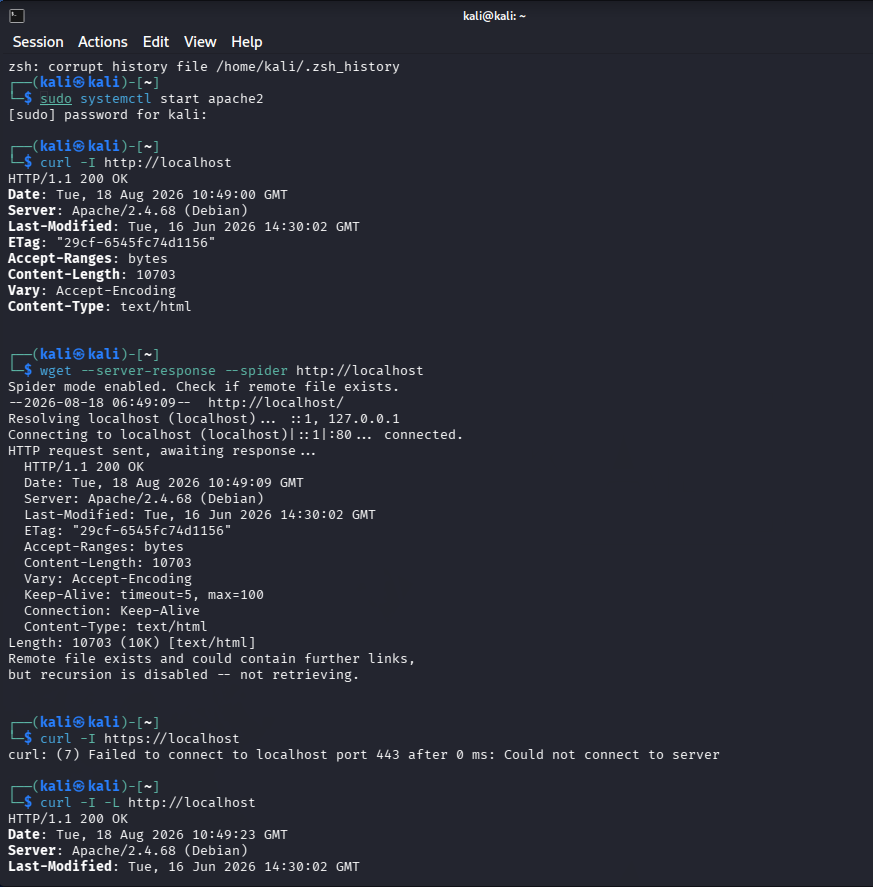 kali@kali: ~
Session Actions Edit View Help
zsh: corrupt history file /home/kali/.zsh_history
┌──(kali㉿kali)-[~]
└─$ sudo systemctl start apache2
[sudo] password for kali:
┌──(kali㉿kali)-[~]
└─$ curl -I http://localhost
HTTP/1.1 200 OK
Date: Tue, 18 Aug 2026 10:49:00 GMT
Server: Apache/2.4.68 (Debian)
Last-Modified: Tue, 16 Jun 2026 14:30:02 GMT
ETag: "29cf-6545fc74d1156"
Accept-Ranges: bytes
Content-Length: 10703
Vary: Accept-Encoding
Content-Type: text/html
┌──(kali㉿kali)-[~]
└─$ wget --server-response --spider http://localhost
Spider mode enabled. Check if remote file exists.
--2026-08-18 06:49:09--  http://localhost/
Resolving localhost (localhost)... ::1, 127.0.0.1
Connecting to localhost (localhost)|::1|:80... connected.
HTTP request sent, awaiting response...
  HTTP/1.1 200 OK
  Date: Tue, 18 Aug 2026 10:49:09 GMT
  Server: Apache/2.4.68 (Debian)
  Last-Modified: Tue, 16 Jun 2026 14:30:02 GMT
  ETag: "29cf-6545fc74d1156"
  Accept-Ranges: bytes
  Content-Length: 10703
  Vary: Accept-Encoding
  Keep-Alive: timeout=5, max=100
  Connection: Keep-Alive
  Content-Type: text/html
Length: 10703 (10K) [text/html]
Remote file exists and could contain further links,
but recursion is disabled -- not retrieving.
┌──(kali㉿kali)-[~]
└─$ curl -I https://localhost
curl: (7) Failed to connect to localhost port 443 after 0 ms: Could not connect to server
┌──(kali㉿kali)-[~]
└─$ curl -I -L http://localhost
HTTP/1.1 200 OK
Date: Tue, 18 Aug 2026 10:49:23 GMT
Server: Apache/2.4.68 (Debian)
Last-Modified: Tue, 16 Jun 2026 14:30:02 GMT